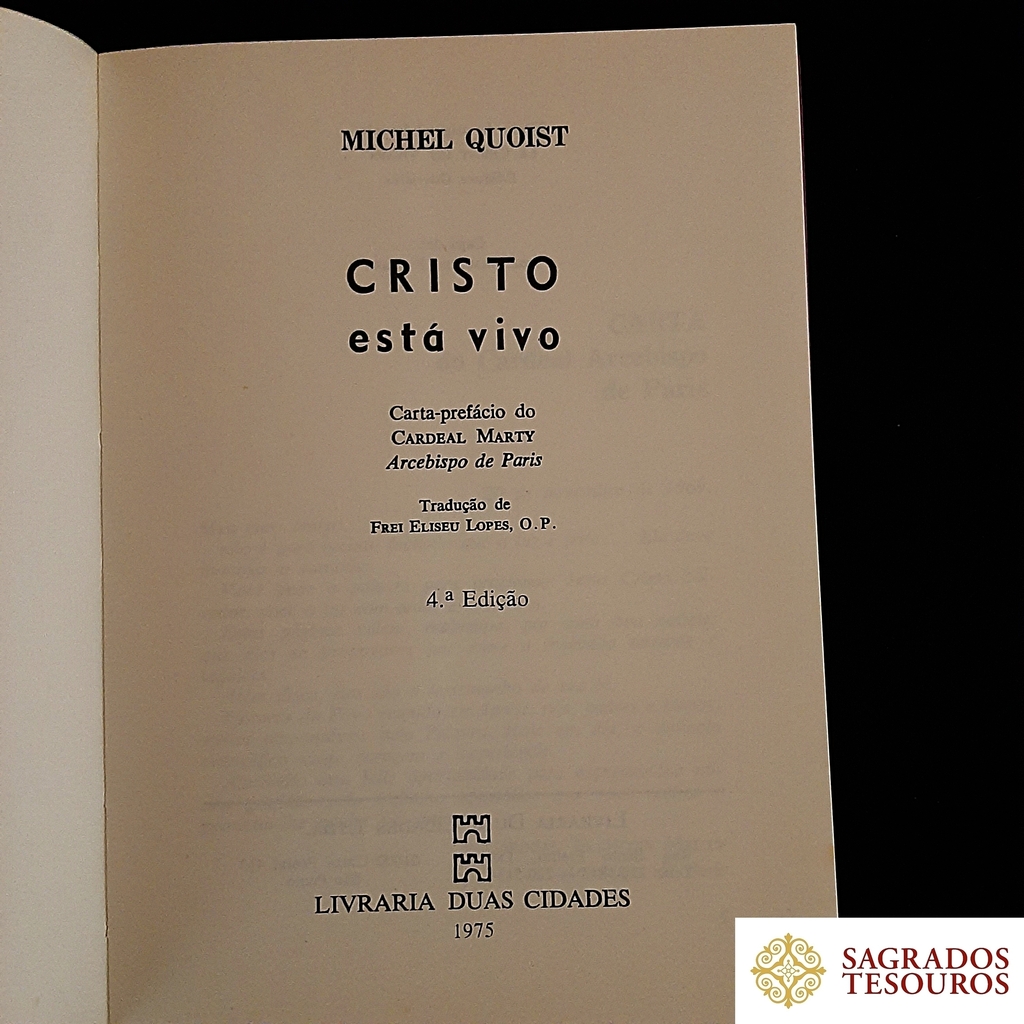 MICHEL QUOIST
CRISTO
está vivo
Carta-prefácio do
CARDEAL MARTY
Arcebispo de Paris
Tradução de
FREI ELISEU LOPES, O.P.
4.ª Edição
LIVRARIA DUAS CIDADES
1975
SAGRADOS
TESOUROS